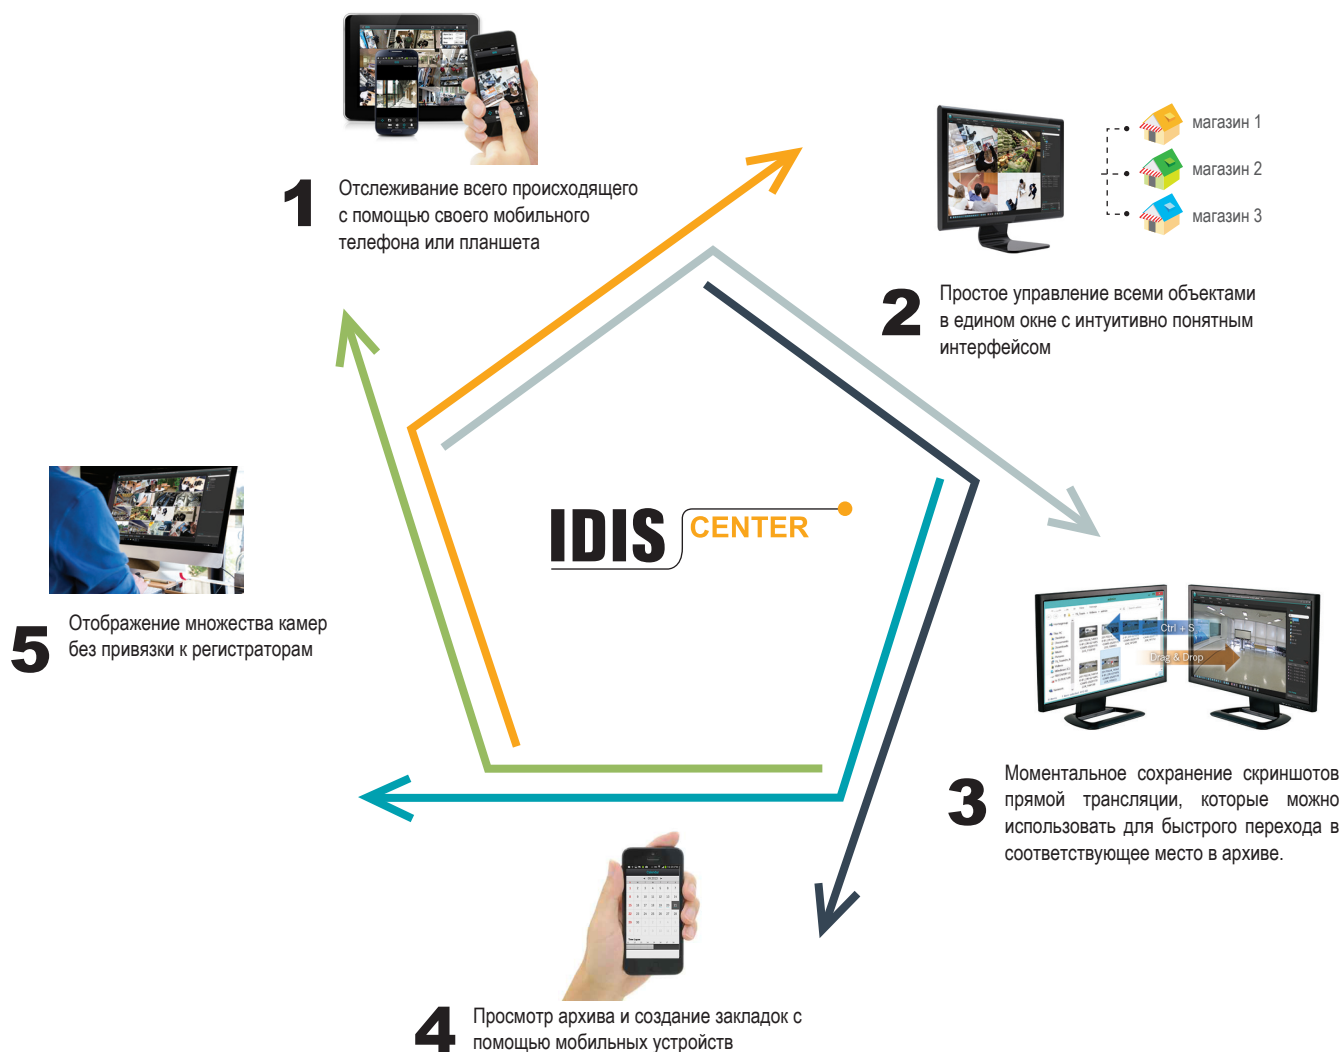 1
Отслеживание всего происходящего
с помощью своего мобильного
телефона или планшета
магазин 1
магазин 2
магазин 3
2
Простое управление всеми объектами
в едином окне с интуитивно понятным
интерфейсом
IDIS CENTER
5
Отображение множества камер
без привязки к регистраторам
Ctrl + S
Drag & Drop
3
Моментальное сохранение скриншотов
прямой трансляции, которые можно
использовать для быстрого перехода в
соответствующее место в архиве.
4
Просмотр архива и создание закладок с
помощью мобильных устройств